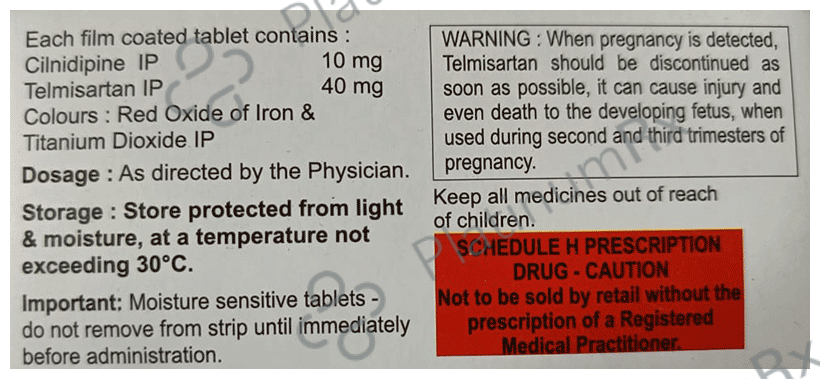 Each film coated tablet contains :
Cilnidipine IP 10 mg
Telmisartan IP 40 mg
Colours : Red Oxide of Iron &
Titanium Dioxide IP
Dosage : As directed by the Physician.
Storage : Store protected from light
& moisture, at a temperature not
exceeding 30°C.
Important: Moisture sensitive tablets -
do not remove from strip until immediately
before administration.
WARNING : When pregnancy is detected,
Telmisartan should be discontinued as
soon as possible, it can cause injury and
even death to the developing fetus, when
used during second and third trimesters of
pregnancy.
Keep all medicines out of reach
of children.
SCHEDULE H PRESCRIPTION
DRUG - CAUTION
Not to be sold by retail without the
prescription of a Registered
Medical Practitioner.
PlatinumRx
Platinum
Rx